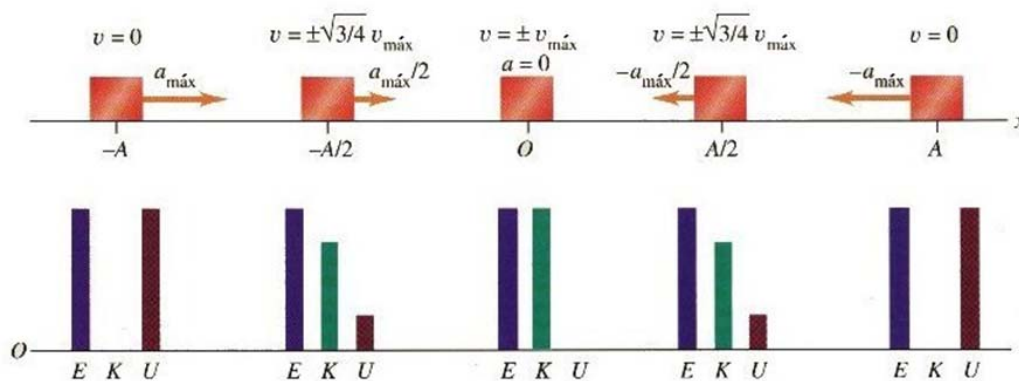 v = 0
v = ±√3/4 v_máx
v = ± v_máx
v = ±√3/4 v_máx
v = 0
a_máx
a_máx/2
a = 0
−a_máx/2
−a_máx
x
−A
−A/2
O
A/2
A
O
E K U
E K U
E K U
E K U
E K U